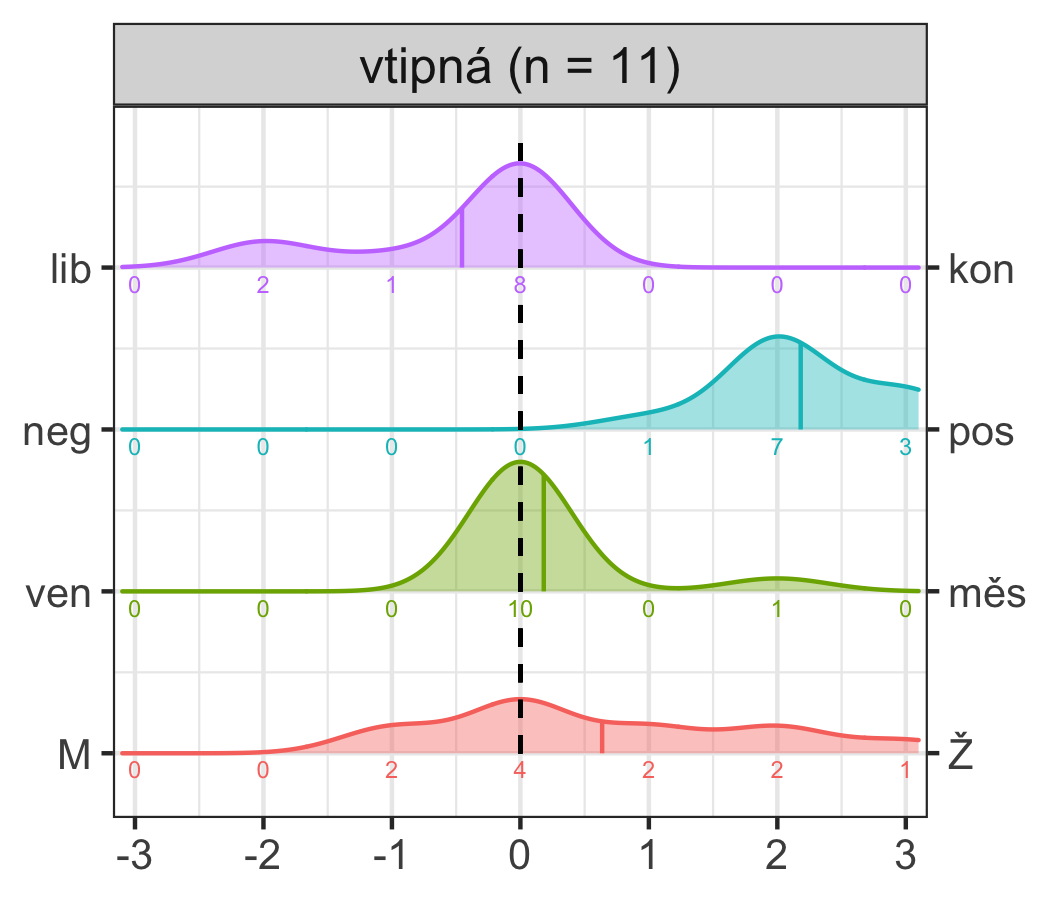 vtipná (n = 11)
lib kon
0 2 1 8 0 0 0
neg pos
0 0 0 0 1 7 3
ven měs
0 0 0 10 0 1 0
M Ž
0 0 2 4 2 2 1
-3 -2 -1 0 1 2 3